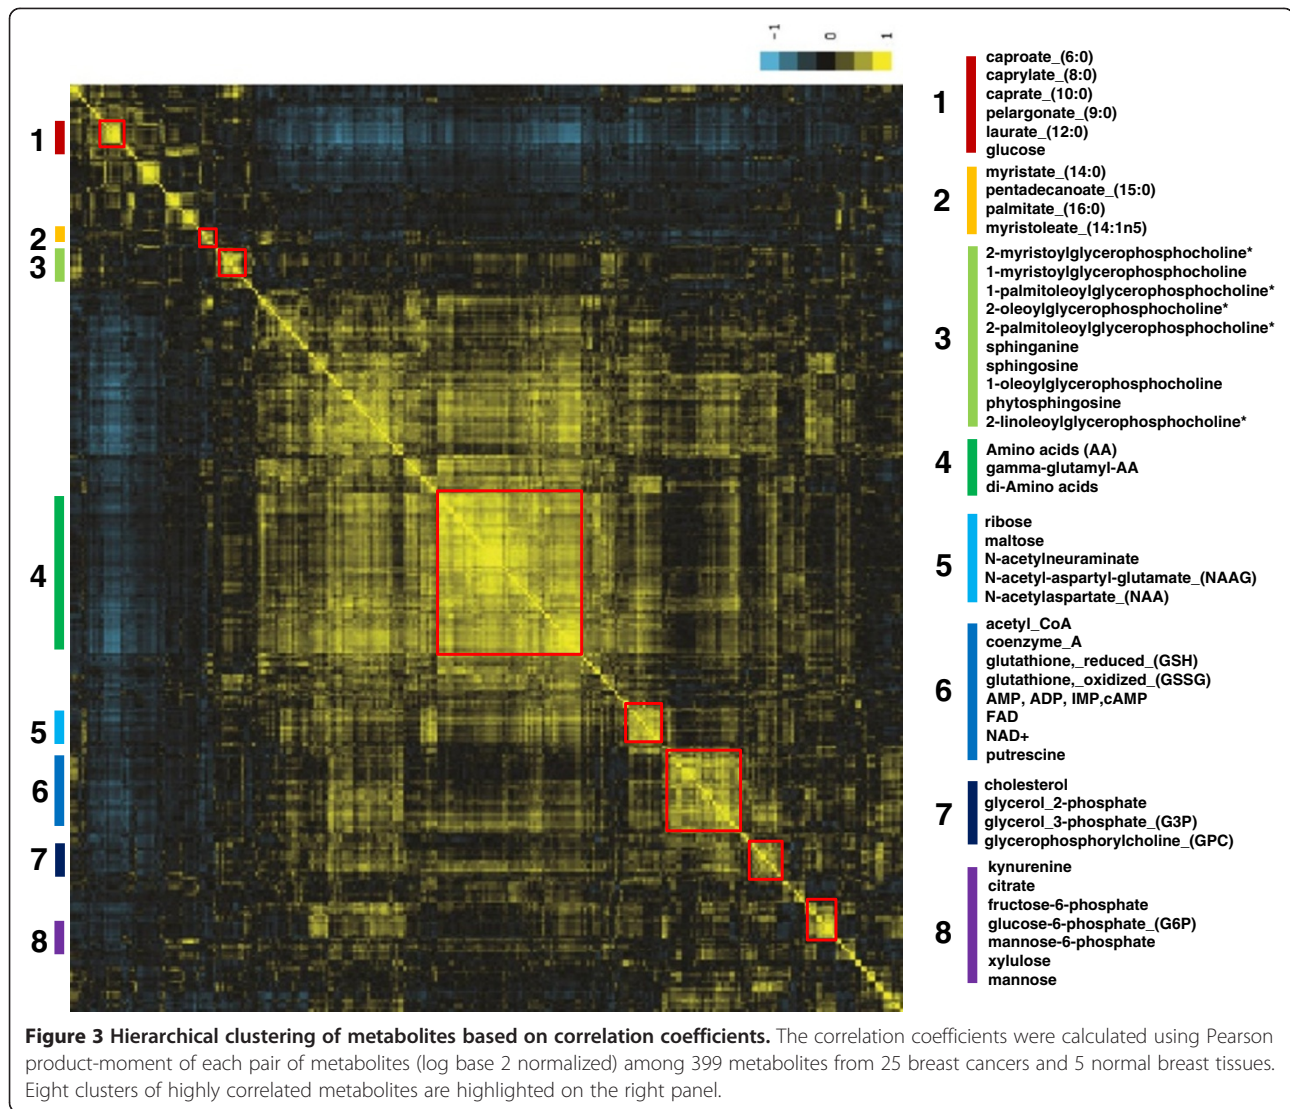 -1 0 1
1
2
3
4
5
6
7
8
1
caproate_(6:0)
caprylate_(8:0)
caprate_(10:0)
pelargonate_(9:0)
laurate_(12:0)
glucose
2
myristate_(14:0)
pentadecanoate_(15:0)
palmitate_(16:0)
myristoleate_(14:1n5)
3
2-myristoylglycerophosphocholine*
1-myristoylglycerophosphocholine
1-palmitoleoylglycerophosphocholine*
2-oleoylglycerophosphocholine*
2-palmitoleoylglycerophosphocholine*
sphinganine
sphingosine
1-oleoylglycerophosphocholine
phytosphingosine
2-linoleoylglycerophosphocholine*
4
Amino acids (AA)
gamma-glutamyl-AA
di-Amino acids
5
ribose
maltose
N-acetylneuraminate
N-acetyl-aspartyl-glutamate_(NAAG)
N-acetylaspartate_(NAA)
6
acetyl_CoA
coenzyme_A
glutathione,_reduced_(GSH)
glutathione,_oxidized_(GSSG)
AMP, ADP, IMP,cAMP
FAD
NAD+
putrescine
7
cholesterol
glycerol_2-phosphate
glycerol_3-phosphate_(G3P)
glycerophosphorylcholine_(GPC)
8
kynurenine
citrate
fructose-6-phosphate
glucose-6-phosphate_(G6P)
mannose-6-phosphate
xylulose
mannose
Figure 3 Hierarchical clustering of metabolites based on correlation coefficients. The correlation coefficients were calculated using Pearson
product-moment of each pair of metabolites (log base 2 normalized) among 399 metabolites from 25 breast cancers and 5 normal breast tissues.
Eight clusters of highly correlated metabolites are highlighted on the right panel.